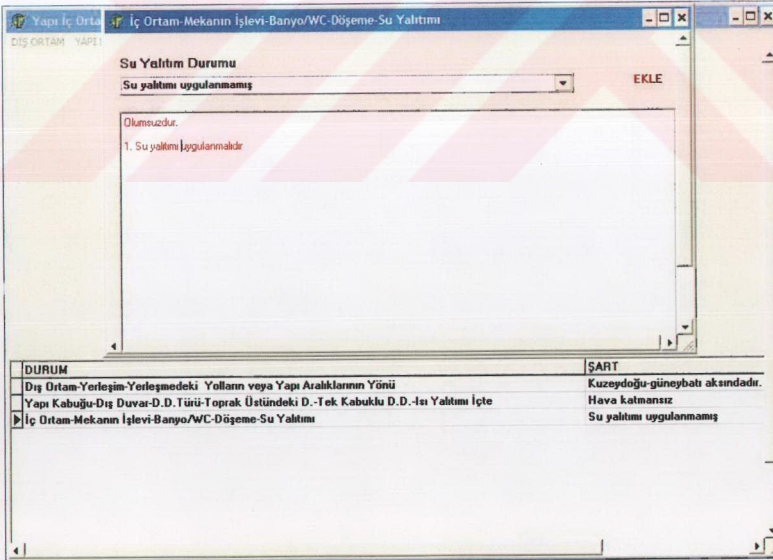 Yapı İç Orta
İç Ortam-Mekanın İşlevi-Banyo/WC-Döşeme-Su Yalıtımı
DIŞ ORTAM YAPI
Su Yalıtım Durumu
Su yalıtımı uygulanmamış
EKLE
Olumsuzdur.
1. Su yalıtımı uygulanmalıdır
DURUM ŞART
Dış Ortam-Yerleşim-Yerleşmedeki Yolların veya Yapı Aralıklarının Yönü Kuzeydoğu-güneybatı aksındadır.
Yapı Kabuğu-Dış Duvar-D.D.Türü-Toprak Üstündeki D.-Tek Kabuklu D.D.-Isı Yalıtımı İçte Hava katmansız
İç Ortam-Mekanın İşlevi-Banyo/WC-Döşeme-Su Yalıtımı Su yalıtımı uygulanmamış